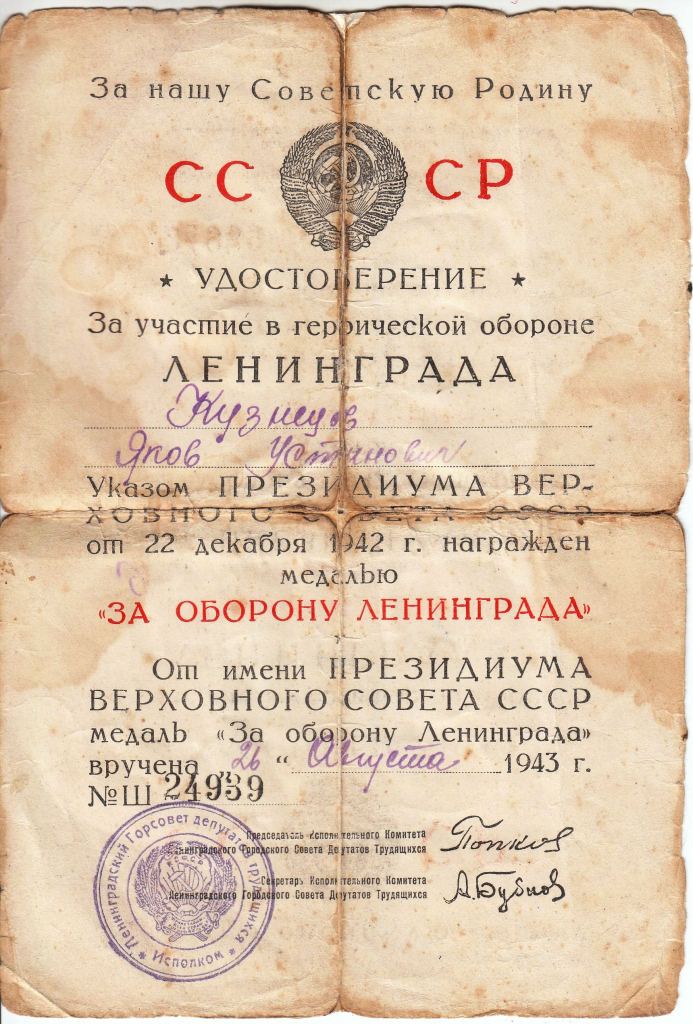 За нашу Советскую Родину
СССР
★ УДОСТОВЕРЕНИЕ ★
За участие в героической обороне
ЛЕНИНГРАДА
Кузнецов
Яков Устинович
Указом ПРЕЗИДИУМА ВЕР-
ХОВНОГО СОВЕТА СССР
от 22 декабря 1942 г. награжден
медалью
«ЗА ОБОРОНУ ЛЕНИНГРАДА»
От имени ПРЕЗИДИУМА
ВЕРХОВНОГО СОВЕТА СССР
медаль «За оборону Ленинграда»
вручена „26“ Августа 1943 г.
№ Ш 24939
Председатель Исполнительного Комитета
Ленинградского Городского Совета Депутатов Трудящихся
Попков
Секретарь Исполнительного Комитета
Ленинградского Городского Совета Депутатов Трудящихся
А.Бубнов
Ленинградский Горсовет депутатов трудящихся
* Исполком *